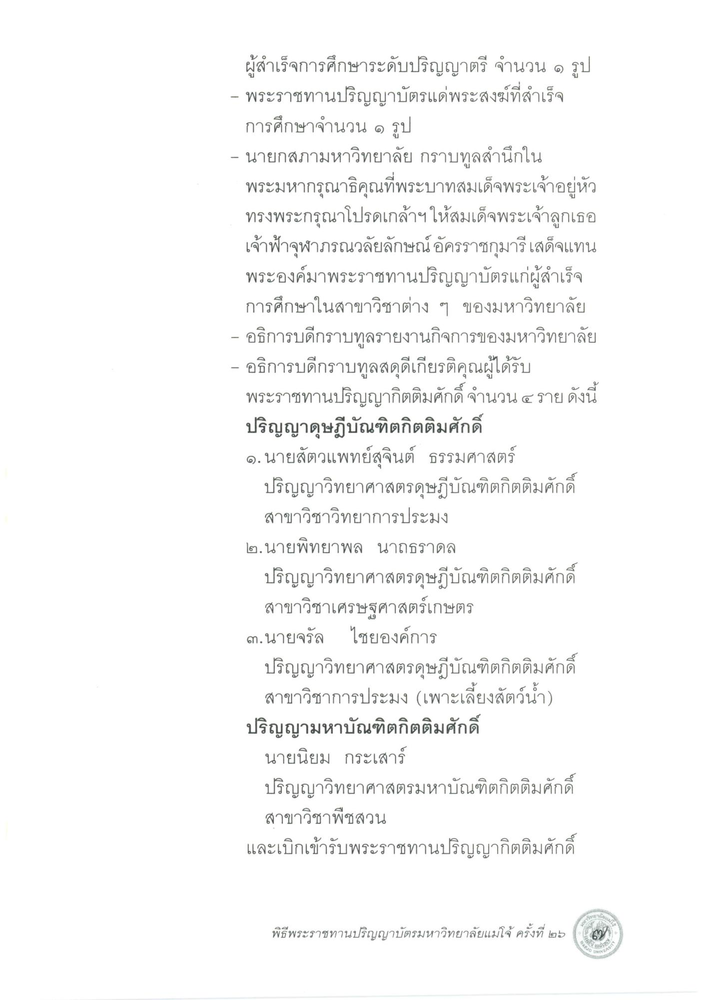 ผู้สำเร็จการศึกษาระดับปริญญาตรี จำนวน ๑ รูป
– พระราชทานปริญญาบัตรแด่พระสงฆ์ที่สำเร็จ
การศึกษาจำนวน ๑ รูป
– นายกสภามหาวิทยาลัย กราบทูลสำนึกใน
พระมหากรุณาธิคุณที่พระบาทสมเด็จพระเจ้าอยู่หัว
ทรงพระกรุณาโปรดเกล้าฯ ให้สมเด็จพระเจ้าลูกเธอ
เจ้าฟ้าจุฬาภรณวลัยลักษณ์ อัครราชกุมารี เสด็จแทน
พระองค์มาพระราชทานปริญญาบัตรแก่ผู้สำเร็จ
การศึกษาในสาขาวิชาต่าง ๆ ของมหาวิทยาลัย
– อธิการบดีกราบทูลรายงานกิจการของมหาวิทยาลัย
– อธิการบดีกราบทูลสดุดีเกียรติคุณผู้ได้รับ
พระราชทานปริญญากิตติมศักดิ์ จำนวน ๔ ราย ดังนี้
ปริญญาดุษฎีบัณฑิตกิตติมศักดิ์
๑. นายสัตวแพทย์สุจินต์ ธรรมศาสตร์
ปริญญาวิทยาศาสตรดุษฎีบัณฑิตกิตติมศักดิ์
สาขาวิชาวิทยาการประมง
๒. นายพิทยาพล นาถธราดล
ปริญญาวิทยาศาสตรดุษฎีบัณฑิตกิตติมศักดิ์
สาขาวิชาเศรษฐศาสตร์เกษตร
๓. นายจรัล ไชยองค์การ
ปริญญาวิทยาศาสตรดุษฎีบัณฑิตกิตติมศักดิ์
สาขาวิชาการประมง (เพาะเลี้ยงสัตว์น้ำ)
ปริญญามหาบัณฑิตกิตติมศักดิ์
นายนิยม กระเสาร์
ปริญญาวิทยาศาสตรมหาบัณฑิตกิตติมศักดิ์
สาขาวิชาพืชสวน
และเบิกเข้ารับพระราชทานปริญญากิตติมศักดิ์
พิธีพระราชทานปริญญาบัตรมหาวิทยาลัยแม่โจ้ ครั้งที่ ๒๖
มหาวิทยาลัยแม่โจ้
๗
MAEJO UNIVERSITY